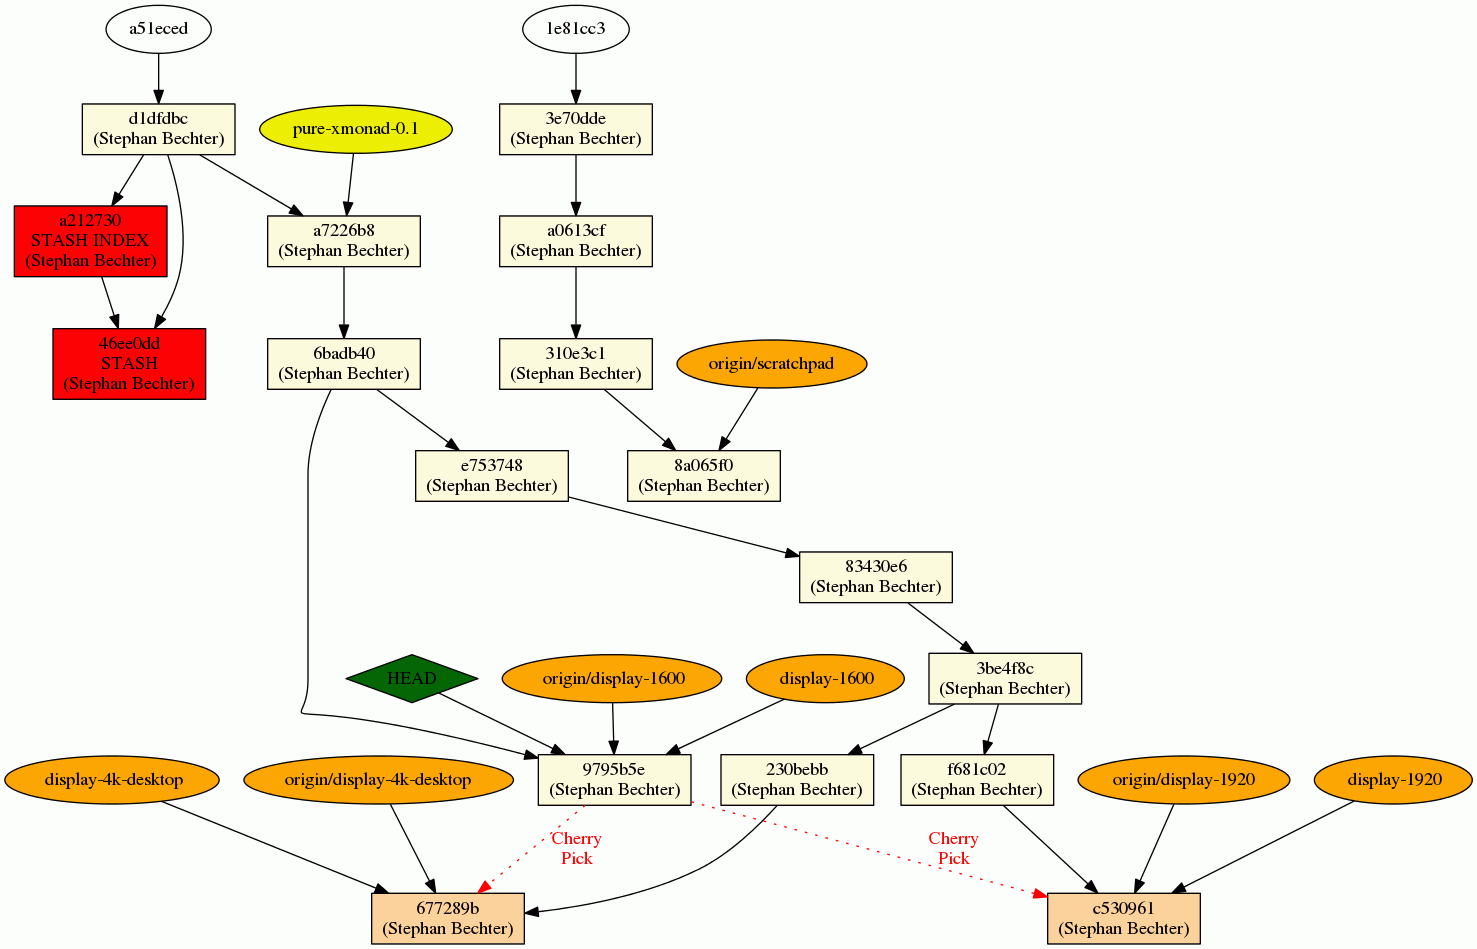 a51eced
1e81cc3
d1dfdbc
(Stephan Bechter)
pure-xmonad-0.1
3e70dde
(Stephan Bechter)
a212730
STASH INDEX
(Stephan Bechter)
a7226b8
(Stephan Bechter)
a0613cf
(Stephan Bechter)
46ee0dd
STASH
(Stephan Bechter)
6badb40
(Stephan Bechter)
310e3c1
(Stephan Bechter)
origin/scratchpad
e753748
(Stephan Bechter)
8a065f0
(Stephan Bechter)
83430e6
(Stephan Bechter)
HEAD
origin/display-1600
display-1600
3be4f8c
(Stephan Bechter)
display-4k-desktop
origin/display-4k-desktop
9795b5e
(Stephan Bechter)
230bebb
(Stephan Bechter)
f681c02
(Stephan Bechter)
origin/display-1920
display-1920
Cherry
Pick
Cherry
Pick
677289b
(Stephan Bechter)
c530961
(Stephan Bechter)